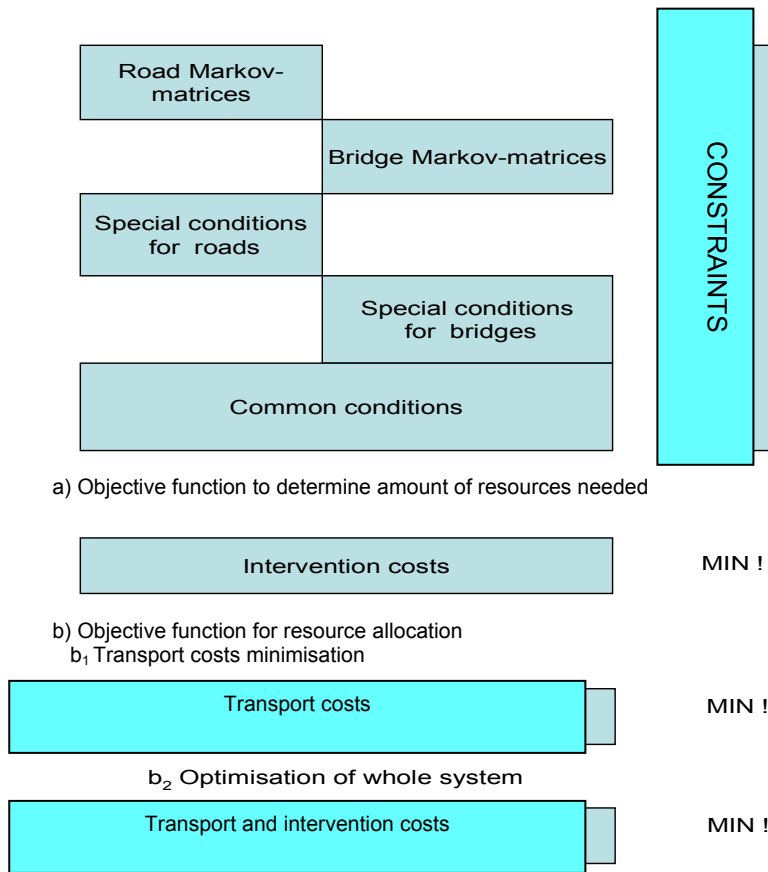 Road Markov-
matrices
Bridge Markov-matrices
Special conditions
for roads
Special conditions
for bridges
Common conditions
CONSTRAINTS
a) Objective function to determine amount of resources needed
Intervention costs
MIN !
b) Objective function for resource allocation
b₁ Transport costs minimisation
Transport costs
MIN !
b₂ Optimisation of whole system
Transport and intervention costs
MIN !